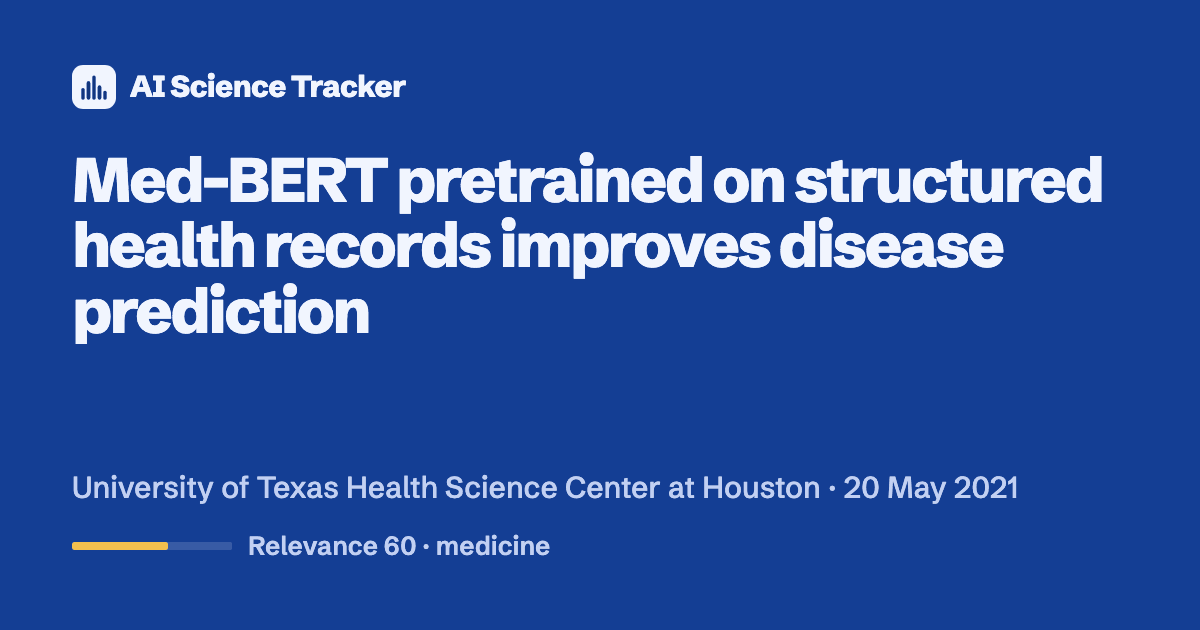 AI Science Tracker
Med-BERT pretrained on structured
health records improves disease
prediction
University of Texas Health Science Center at Houston · 20 May 2021
Relevance 60 · medicine